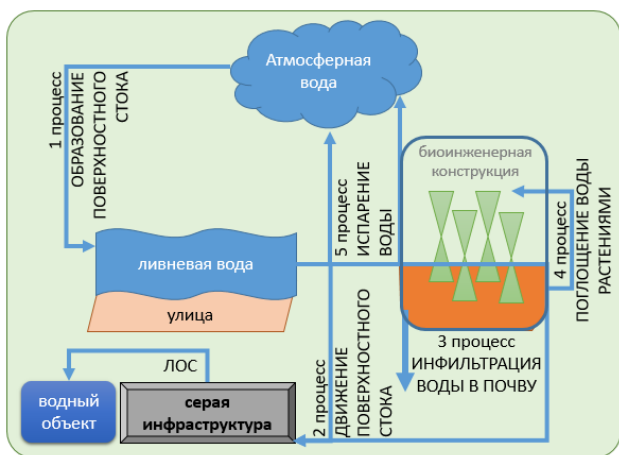 Атмосферная
вода
1 процесс
ОБРАЗОВАНИЕ
ПОВЕРХНОСТНОГО
СТОКА
биоинженерная
конструкция
5 процесс
ИСПАРЕНИЕ
ВОДЫ
4 процесс
ПОГЛОЩЕНИЕ ВОДЫ
РАСТЕНИЯМИ
ливневая вода
улица
3 процесс
ИНФИЛЬТРАЦИЯ
ВОДЫ В ПОЧВУ
2 процесс
ДВИЖЕНИЕ
ПОВЕРХНОСТНОГО
СТОКА
ЛОС
водный
объект
серая
инфраструктура